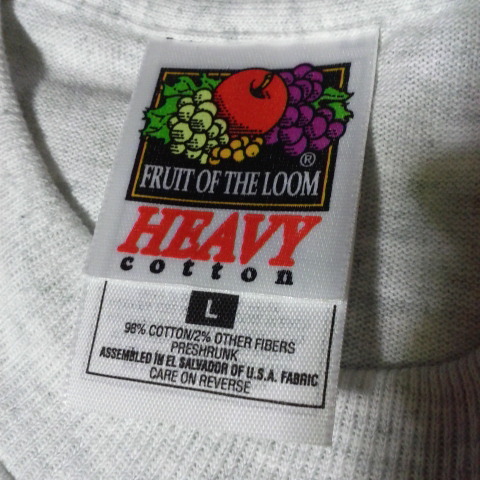 FRUIT OF THE LOOM
®
HEAVY
cotton
L
98% COTTON/2% OTHER FIBERS
PRESHRUNK
ASSEMBLED IN EL SALVADOR OF U.S.A. FABRIC
CARE ON REVERSE